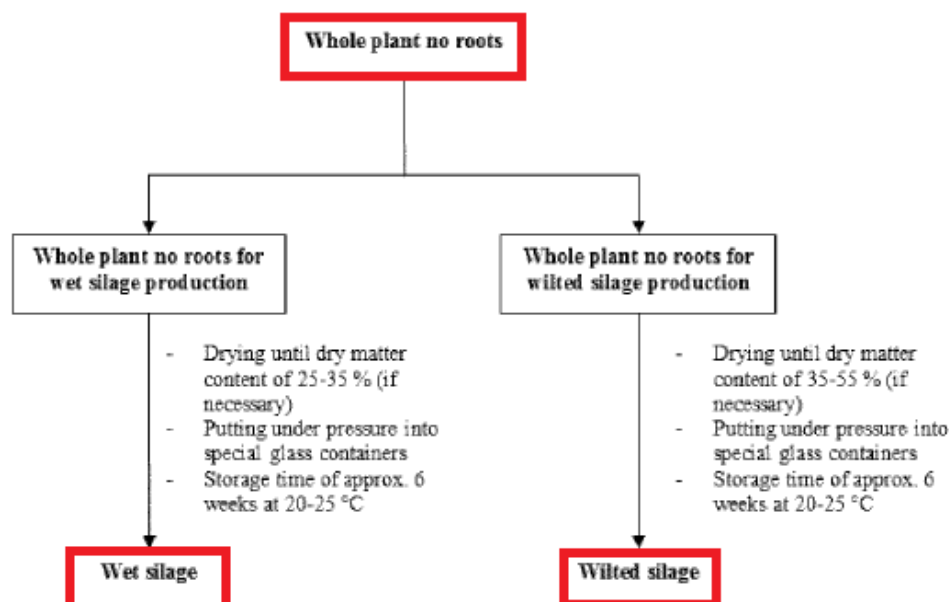 Whole plant no roots
Whole plant no roots for
wet silage production
Whole plant no roots for
wilted silage production
- Drying until dry matter
content of 25-35 % (if
necessary)
- Putting under pressure into
special glass containers
- Storage time of approx. 6
weeks at 20-25 °C
- Drying until dry matter
content of 35-55 % (if
necessary)
- Putting under pressure into
special glass containers
- Storage time of approx. 6
weeks at 20-25 °C
Wet silage
Wilted silage